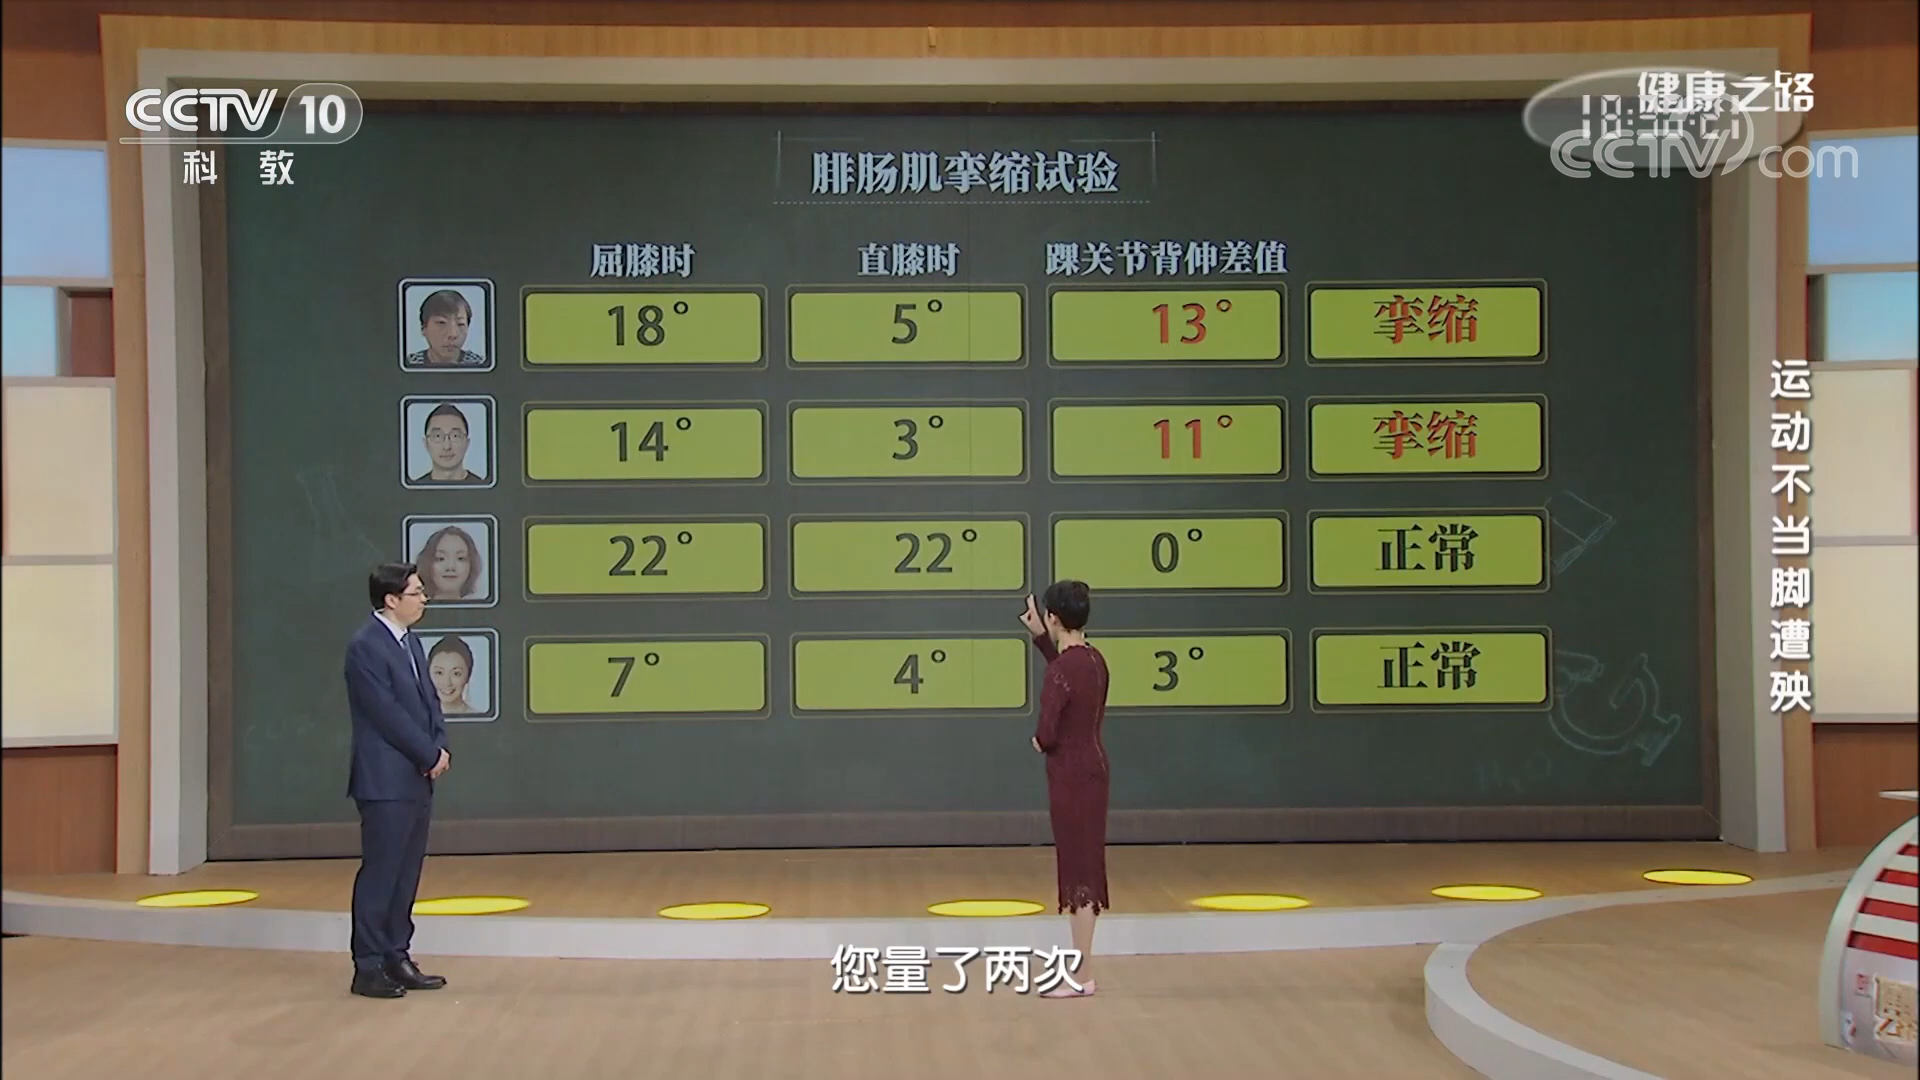 CCTV 10
科 教
健康之路
CCTV.com
腓肠肌挛缩试验
屈膝时 直膝时 踝关节背伸差值
18° 5° 13° 挛缩
14° 3° 11° 挛缩
22° 22° 0° 正常
7° 4° 3° 正常
运动不当脚遭殃
您量了两次